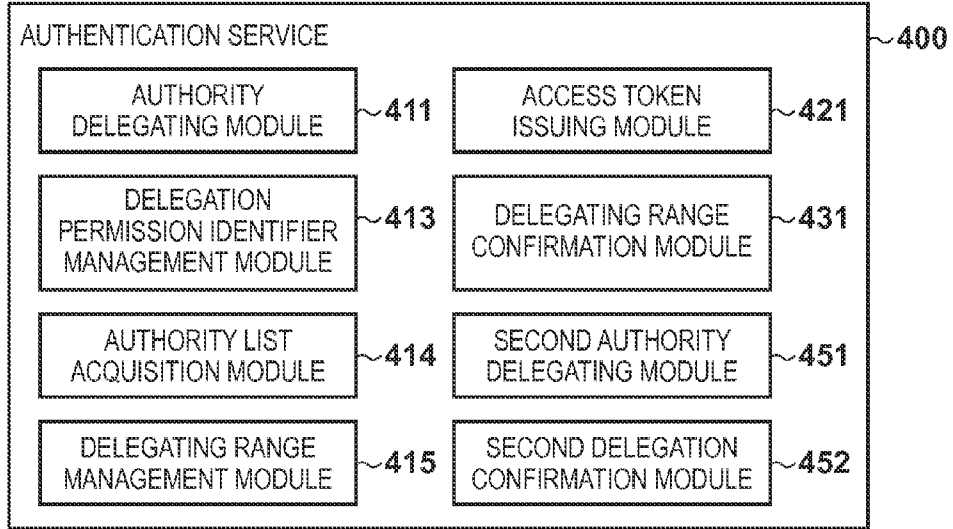 AUTHENTICATION SERVICE
400
AUTHORITY
DELEGATING MODULE
411
ACCESS TOKEN
ISSUING MODULE
421
DELEGATION
PERMISSION IDENTIFIER
MANAGEMENT MODULE
413
DELEGATING RANGE
CONFIRMATION MODULE
431
AUTHORITY LIST
ACQUISITION MODULE
414
SECOND AUTHORITY
DELEGATING MODULE
451
DELEGATING RANGE
MANAGEMENT MODULE
415
SECOND DELEGATION
CONFIRMATION MODULE
452